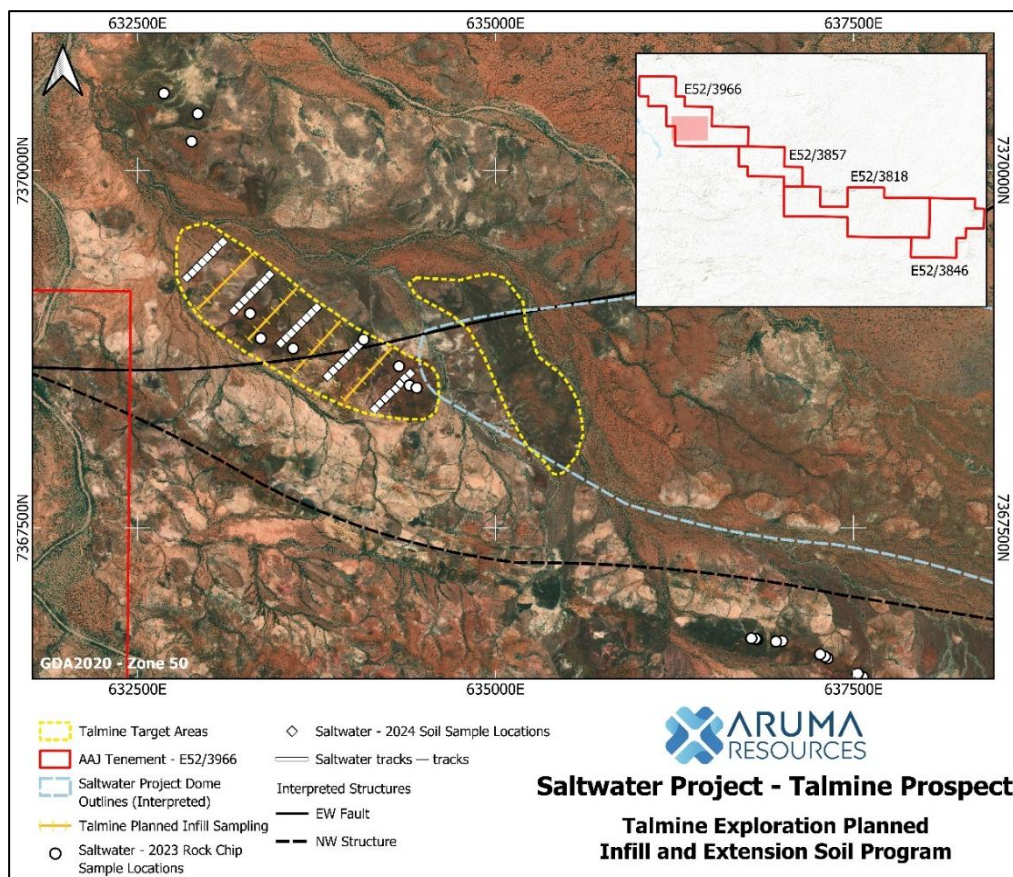 632500E
635000E
637500E
E52/3966
E52/3857
E52/3818
E52/3846
7370000N
7370000N
7367500N
7367500N
GDA2020 - Zone 50
632500E
635000E
637500E
Talmine Target Areas
AAJ Tenement - E52/3966
Saltwater Project Dome
Outlines (Interpreted)
Talmine Planned Infill Sampling
Saltwater - 2023 Rock Chip
Sample Locations
Saltwater - 2024 Soil Sample Locations
Saltwater tracks — tracks
Interpreted Structures
EW Fault
NW Structure
ARUMA
RESOURCES
Saltwater Project - Talmine Prospect
Talmine Exploration Planned
Infill and Extension Soil Program